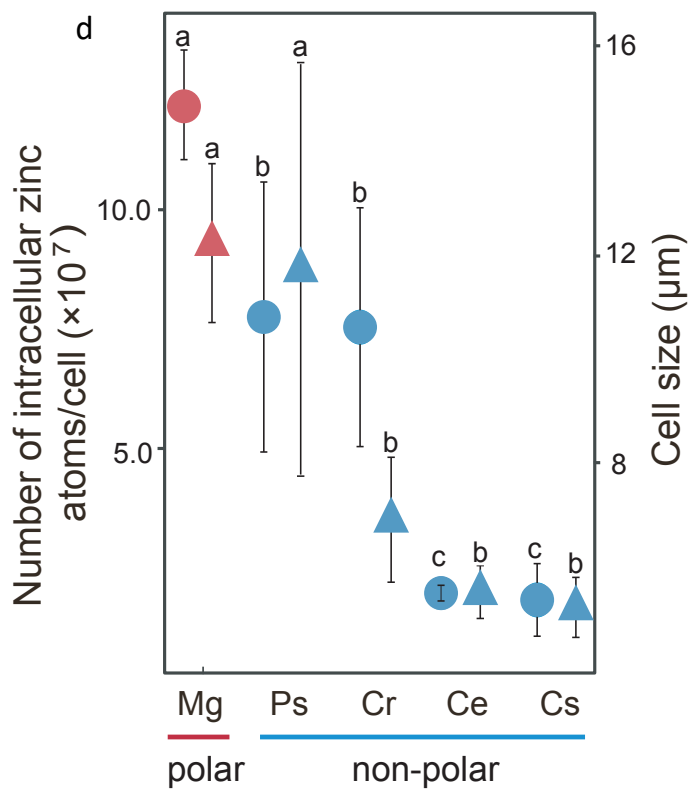 d
Number of intracellular zinc
atoms/cell (×10⁷)
10.0
5.0
a
a
b
a
b
b
c
b
c
b
16
12
8
Cell size (μm)
Mg Ps Cr Ce Cs
polar non-polar